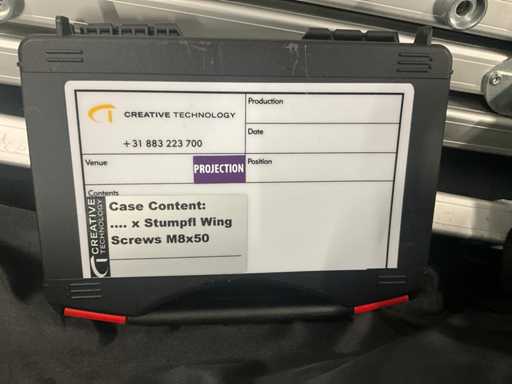 CREATIVE TECHNOLOGY
+31 883 223 700
Production
Date
Venue
PROJECTION
Position
Contents
CREATIVE
TECHNOLOGY
Case Content:
.... x Stumpfl Wing
Screws M8x50